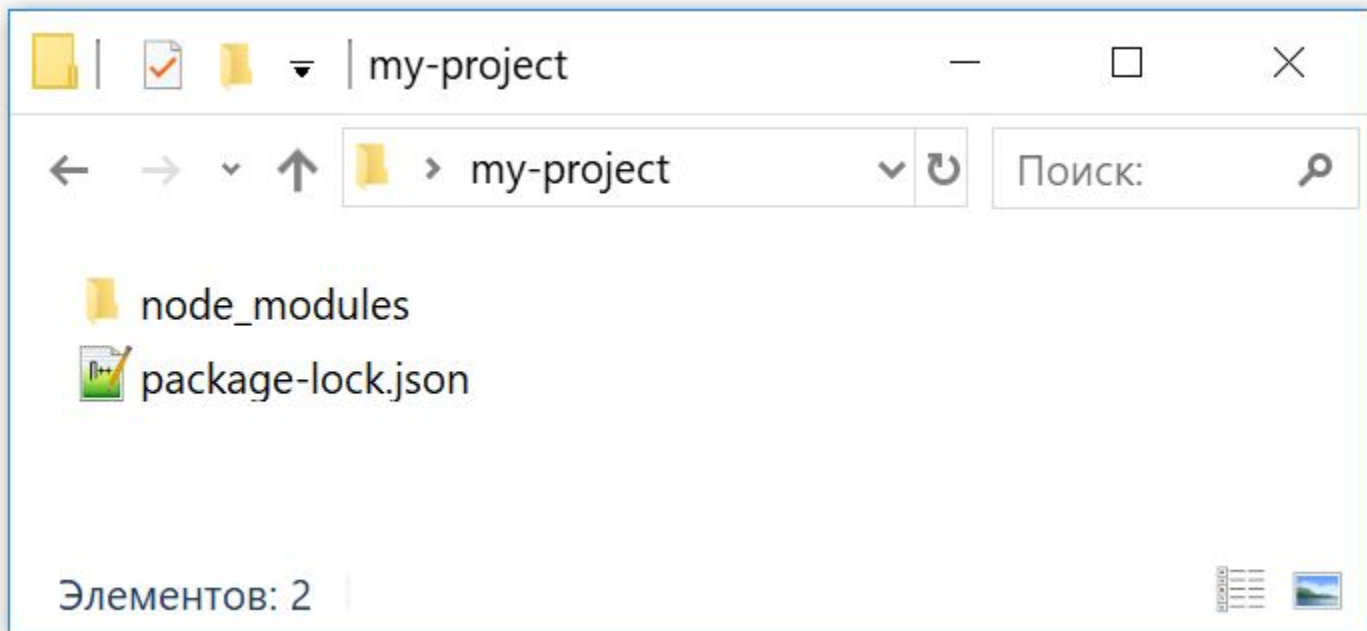 my-project
my-project
Поиск:
node_modules
package-lock.json
Элементов: 2